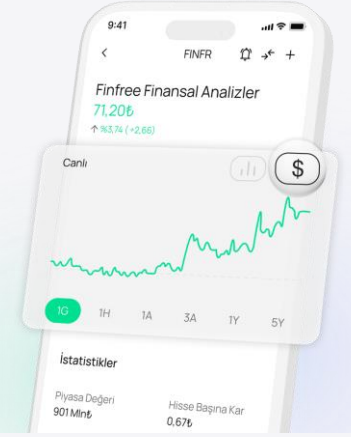 9:41
FINFR
Finfree Finansal Analizler
71,20₺
%3,74 (+2,66)
Canlı
$
1G 1H 1A 3A 1Y 5Y
İstatistikler
Piyasa Değeri Hisse Başına Kar
901 Mln₺ 0,67₺